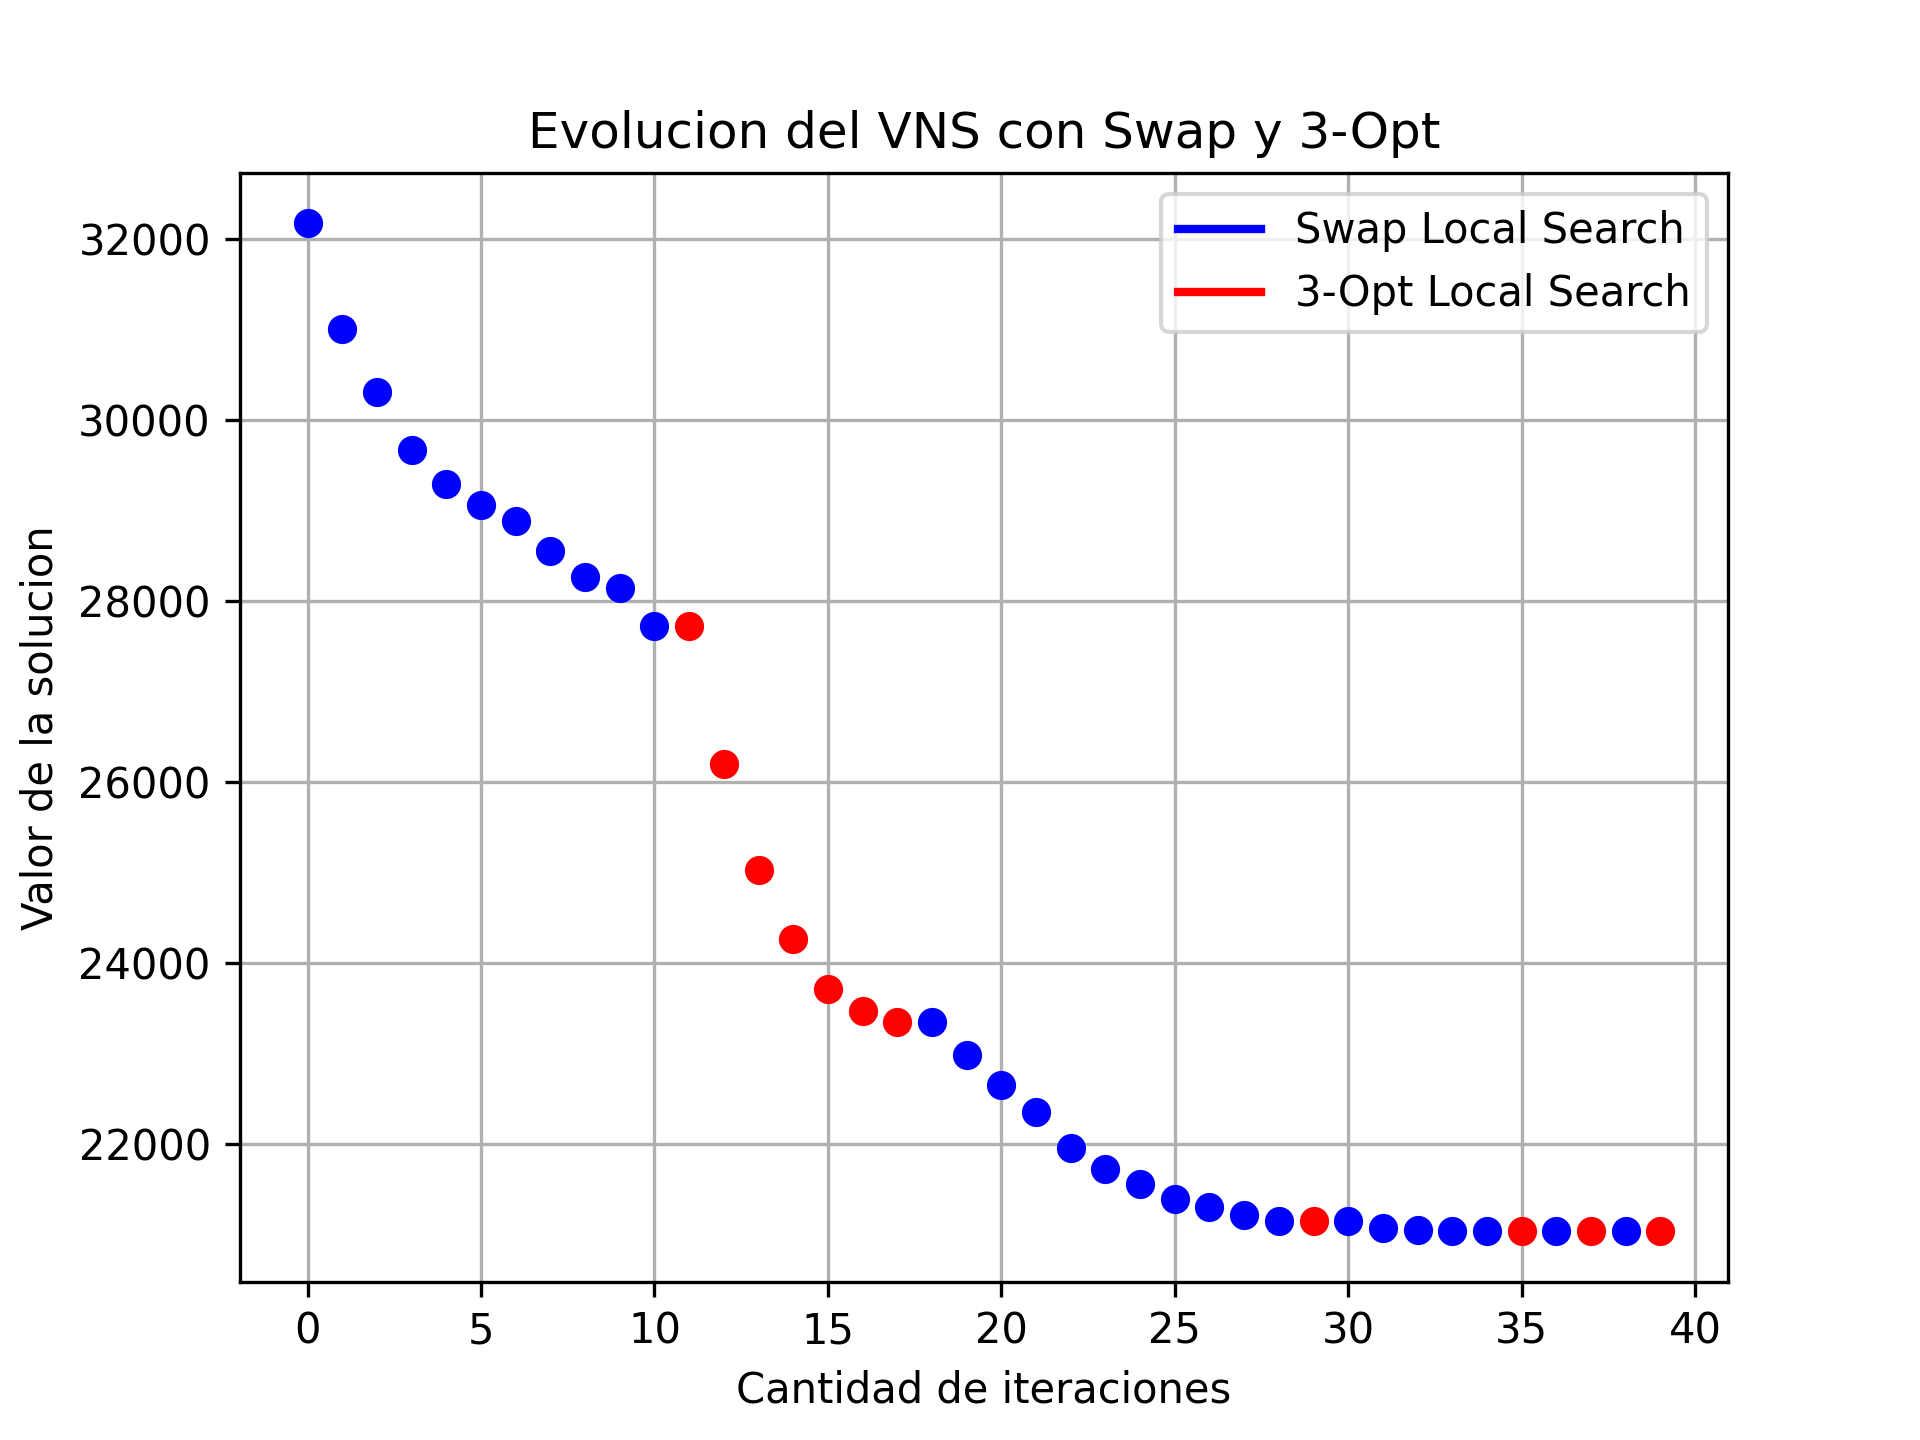 Evolucion del VNS con Swap y 3-Opt
Swap Local Search
3-Opt Local Search
Valor de la solucion
32000
30000
28000
26000
24000
22000
0 5 10 15 20 25 30 35 40
Cantidad de iteraciones